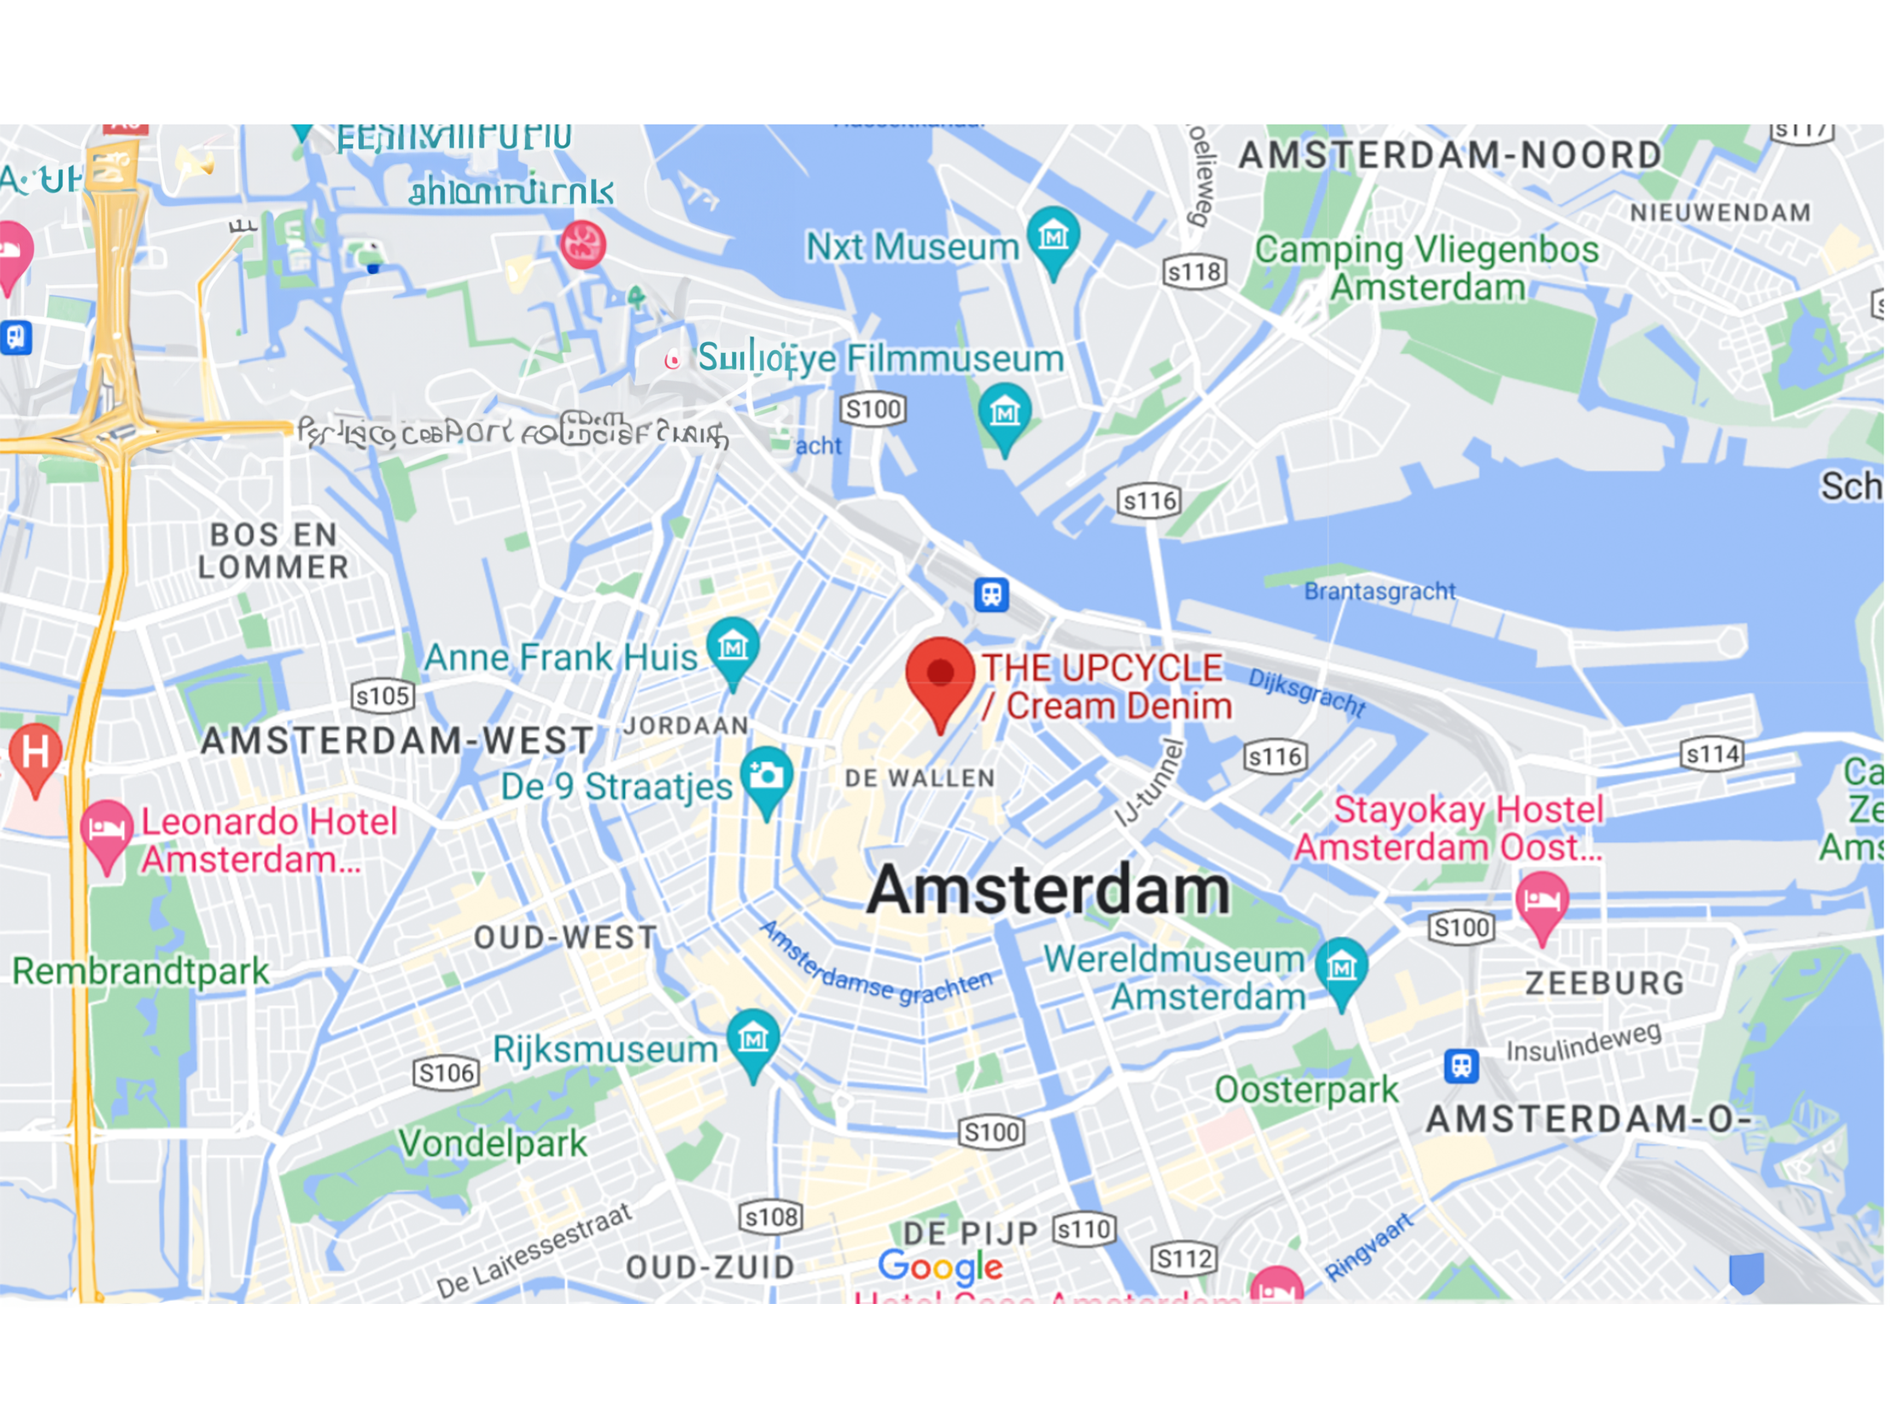 AMSTERDAM-NOORD
s117
NIEUWENDAM
Nxt Museum
s118
Camping Vliegenbos
Amsterdam
Eye Filmmuseum
S100
acht
s116
Sch
BOS EN
LOMMER
Brantasgracht
Anne Frank Huis
THE UPCYCLE
/ Cream Denim
Dijksgracht
s105
JORDAAN
AMSTERDAM-WEST
s116
s114
De 9 Straatjes
DE WALLEN
IJ-tunnel
H
Leonardo Hotel
Amsterdam...
Stayokay Hostel
Amsterdam Oost...
Ca
Ze
Ams
Amsterdam
OUD-WEST
S100
Amsterdamse grachten
Wereldmuseum
Amsterdam
Rembrandtpark
ZEEBURG
Rijksmuseum
Insulindeweg
S106
Oosterpark
Vondelpark
S100
AMSTERDAM-O-
De Lairessestraat
s108
DE PIJP
s110
OUD-ZUID
Google
S112
Ringvaart